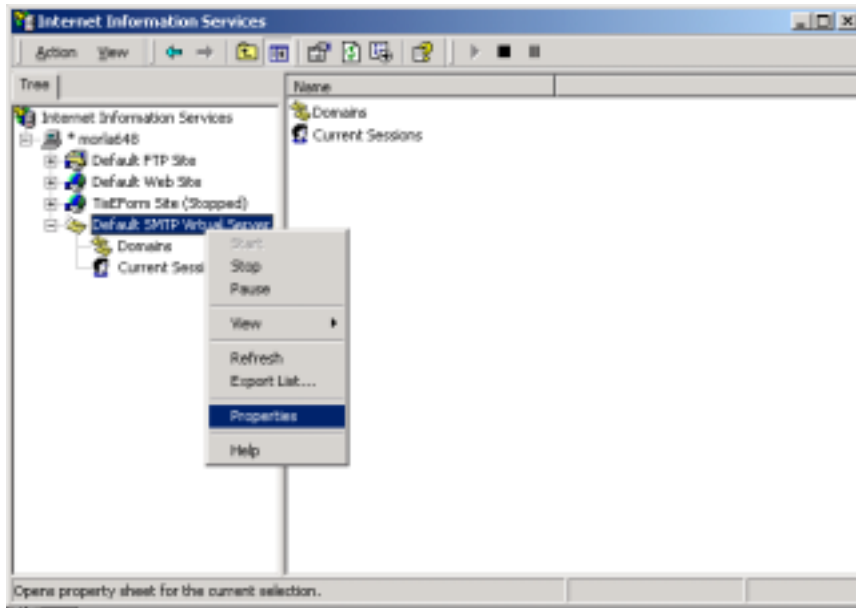 Internet Information Services
Action View
Tree
Name
Internet Information Services
* morla648
Default FTP Site
Default Web Site
TisEForm Site (Stopped)
Default SMTP Virtual Server
Domains
Current Sessi
Domains
Current Sessions
Start
Stop
Pause
View
Refresh
Export List...
Properties
Help
Opens property sheet for the current selection.